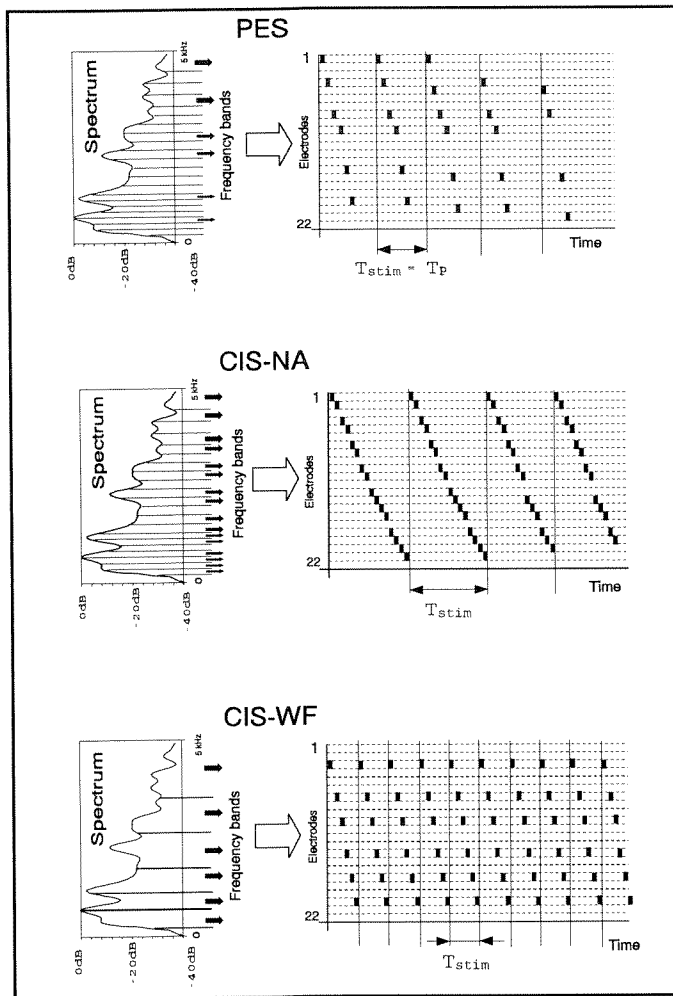 PES
Spectrum
5 kHz
0
0dB
-20dB
-40dB
Frequency bands
Electrodes
1
22
Time
Tstim = Tp
CIS-NA
Spectrum
5 kHz
0
0dB
-20dB
-40dB
Frequency bands
Electrodes
1
22
Time
Tstim
CIS-WF
Spectrum
5 kHz
0
0dB
-20dB
-40dB
Frequency bands
Electrodes
1
22
Time
Tstim